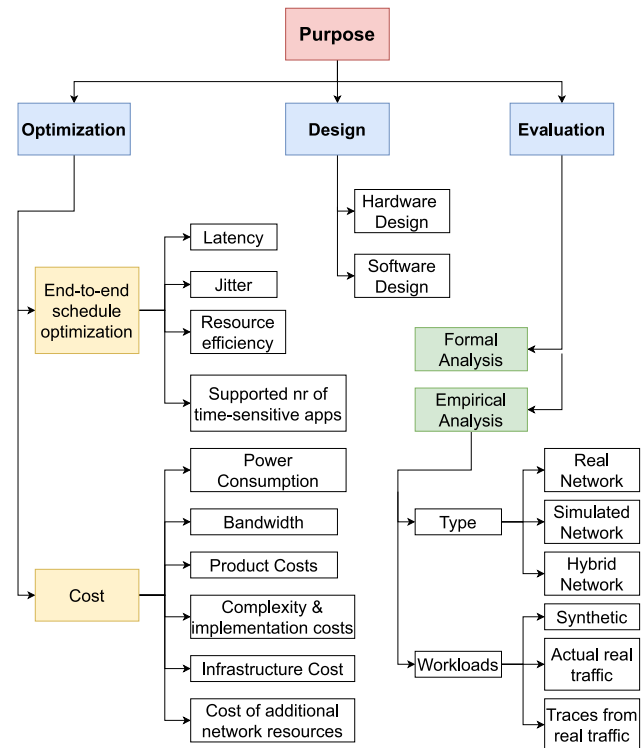 Purpose
Optimization
Design
Evaluation
Hardware
Design
Software
Design
Latency
Jitter
Resource
efficiency
End-to-end
schedule
optimization
Supported nr of
time-sensitive apps
Formal
Analysis
Empirical
Analysis
Power
Consumption
Bandwidth
Product Costs
Cost
Complexity &
implementation costs
Infrastructure Cost
Cost of additional
network resources
Type
Real
Network
Simulated
Network
Hybrid
Network
Workloads
Synthetic
Actual real
traffic
Traces from
real traffic